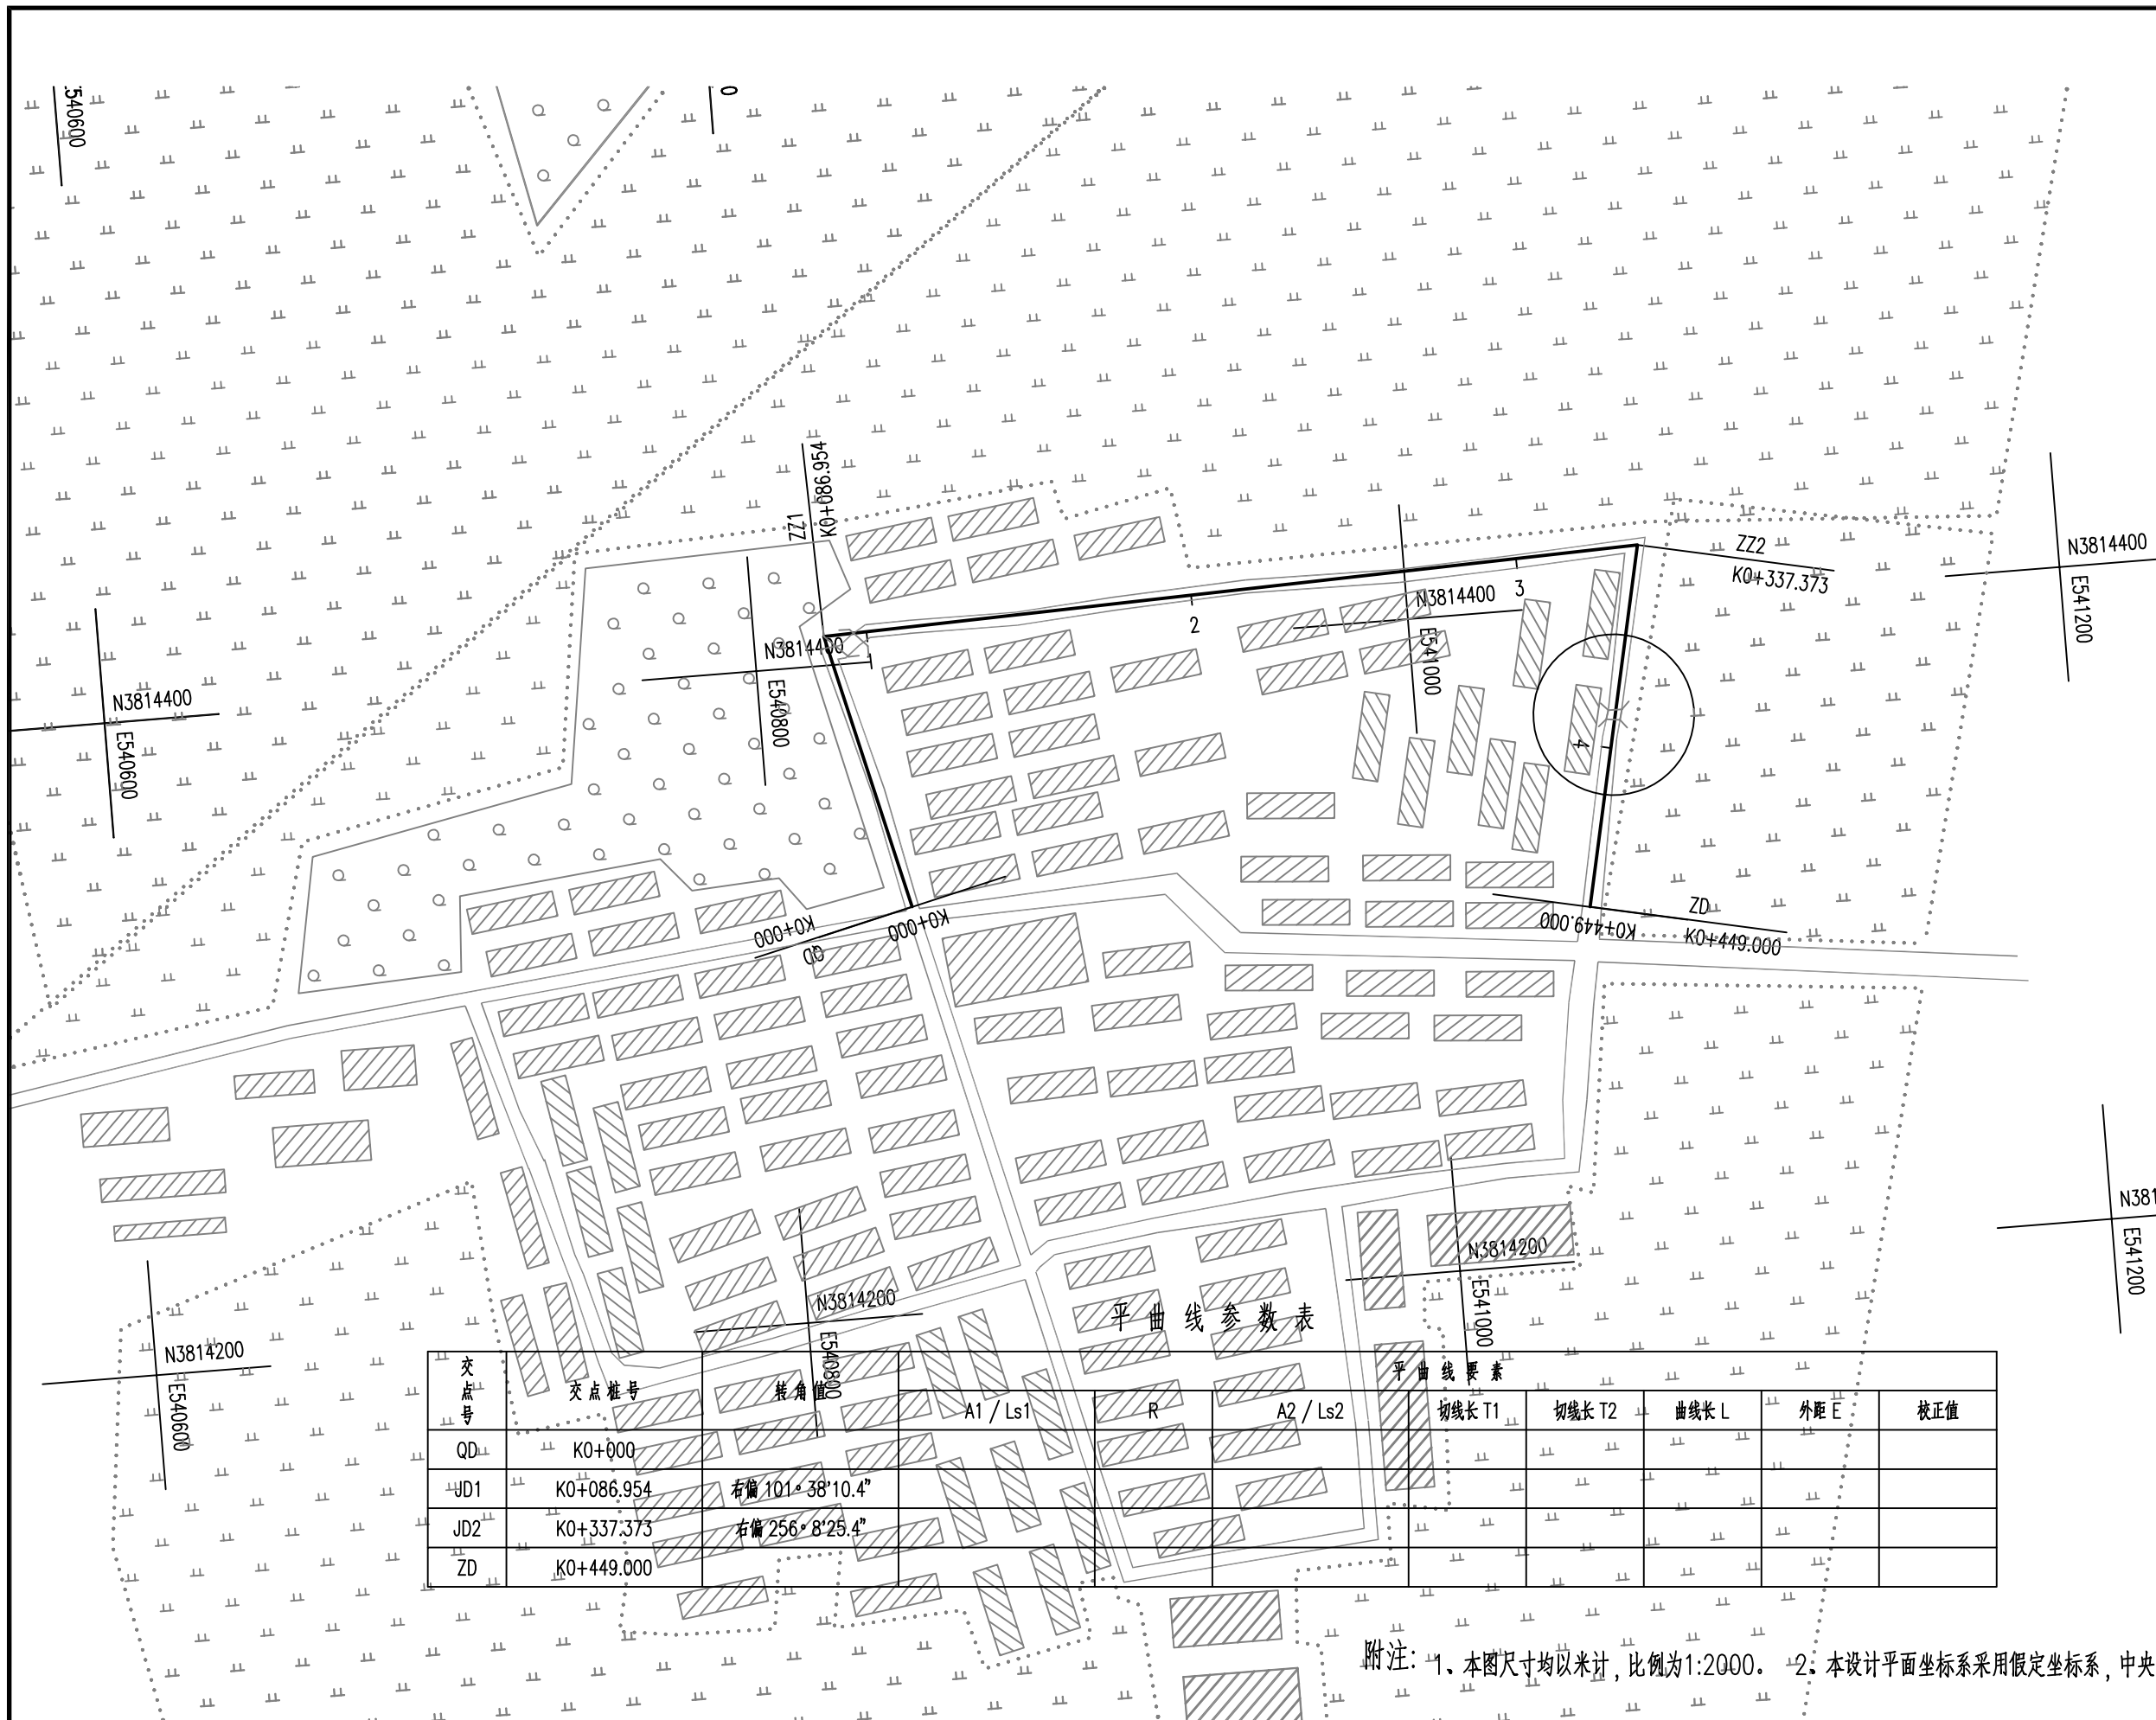 E540600
0
K0+086.954
ZZ1
ZZ2
K0+337.373
N3814400
E541200
N3814400
E541000
3
2
N3814400
E540800
N3814400
E540600
4
K0+000
QD
K0+000
ZD
K0+449.000
K0+449.000
N381
E541200
N3814200
E541000
N3814200
E540800
N3814200
E540600
平曲线参数表
交点号 交点桩号 转角值 平曲线要素
A1 / Ls1 R A2 / Ls2 切线长 T1 切线长 T2 曲线长 L 外距 E 校正值
QD K0+000
JD1 K0+086.954 右偏 101°38'10.4"
JD2 K0+337.373 右偏 256°8'25.4"
ZD K0+449.000
附注: 1、本图尺寸均以米计,比例为1:2000。 2、本设计平面坐标系采用假定坐标系,中央